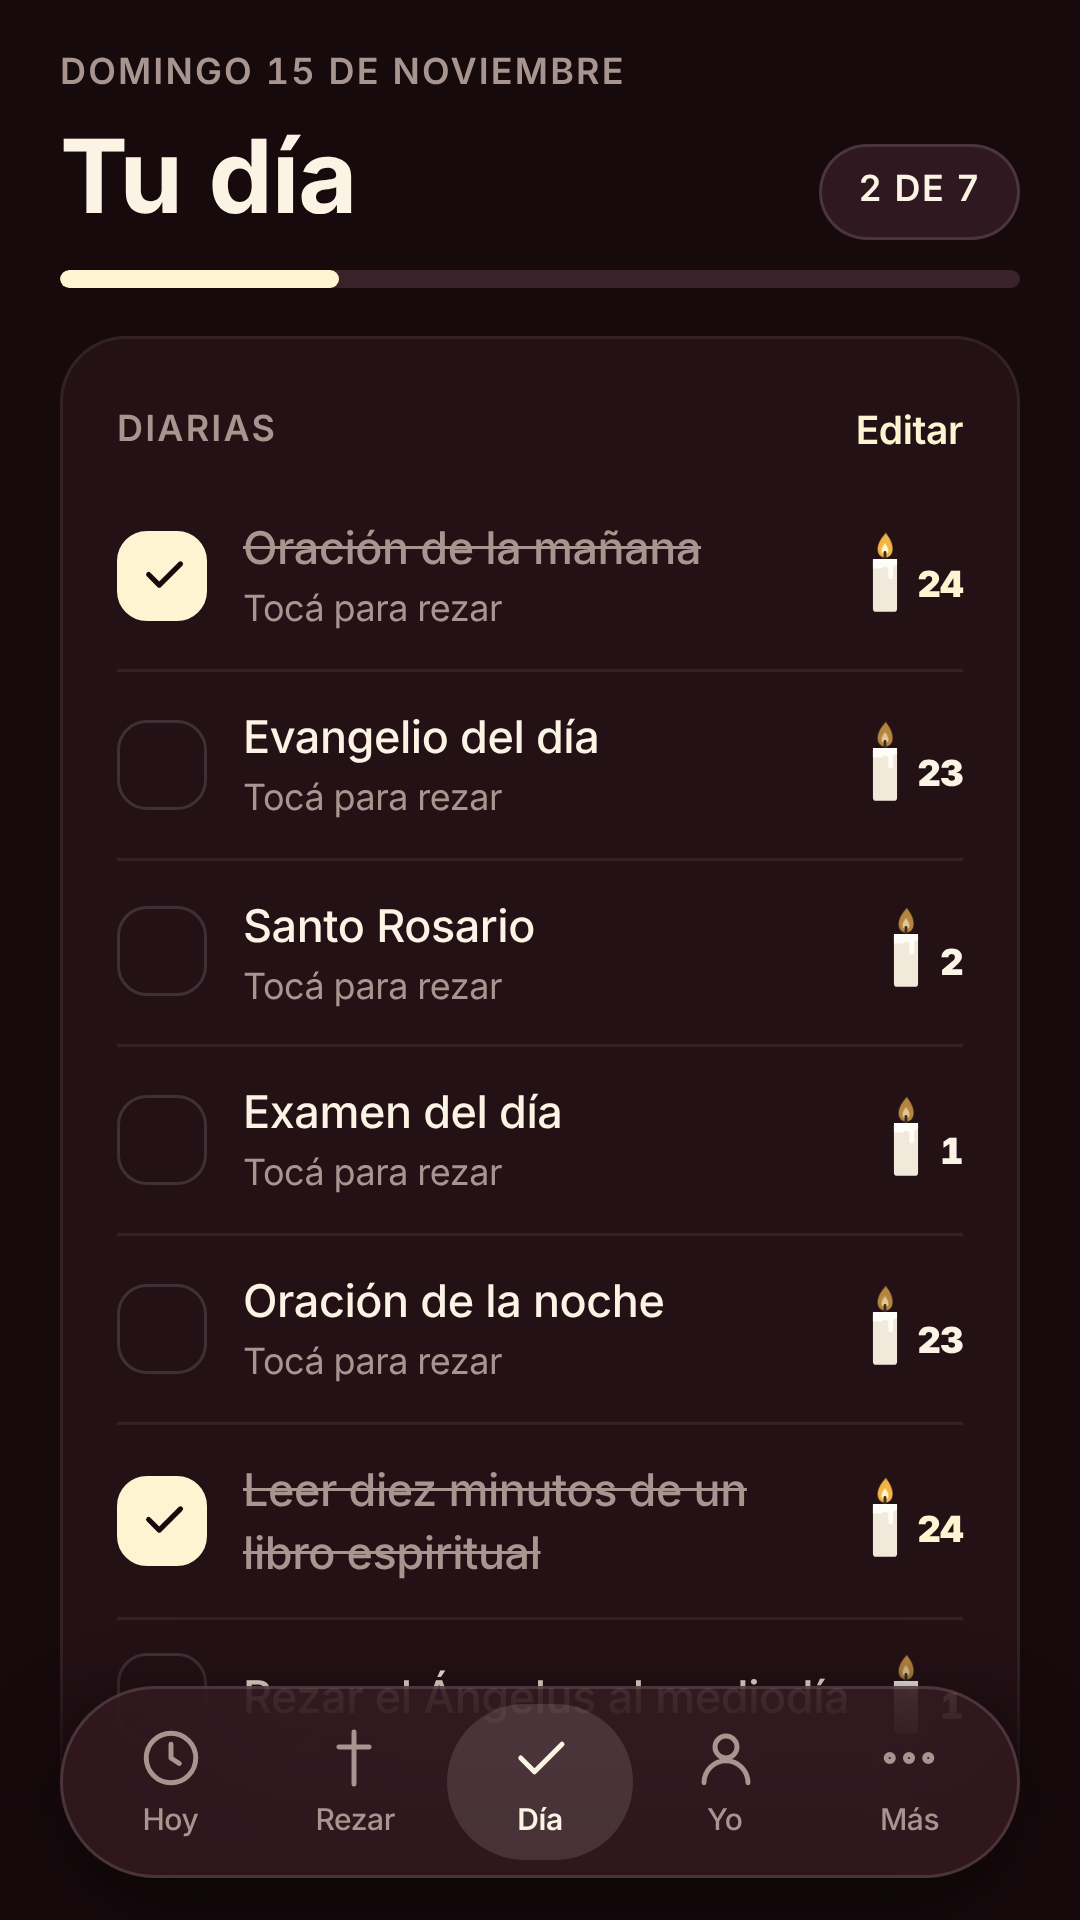 DOMINGO 15 DE NOVIEMBRE
Tu día
2 DE 7
DIARIAS
Editar
Oración de la mañana
Tocá para rezar
24
Evangelio del día
Tocá para rezar
23
Santo Rosario
Tocá para rezar
2
Examen del día
Tocá para rezar
1
Oración de la noche
Tocá para rezar
23
Leer diez minutos de un
libro espiritual
24
Rezar el Ángelus al mediodía
1
Hoy
Rezar
Día
Yo
Más